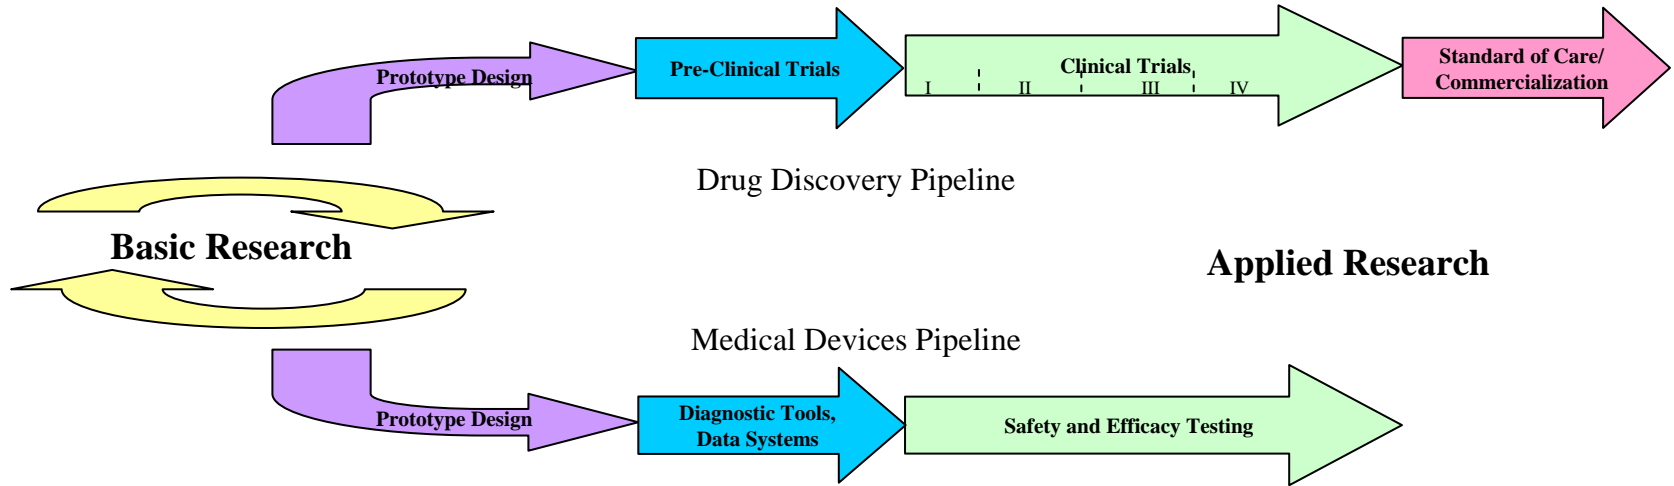 Prototype Design
Pre-Clinical Trials
Clinical Trials
I II III IV
Standard of Care/
Commercialization
Drug Discovery Pipeline
Basic Research
Applied Research
Medical Devices Pipeline
Prototype Design
Diagnostic Tools,
Data Systems
Safety and Efficacy Testing